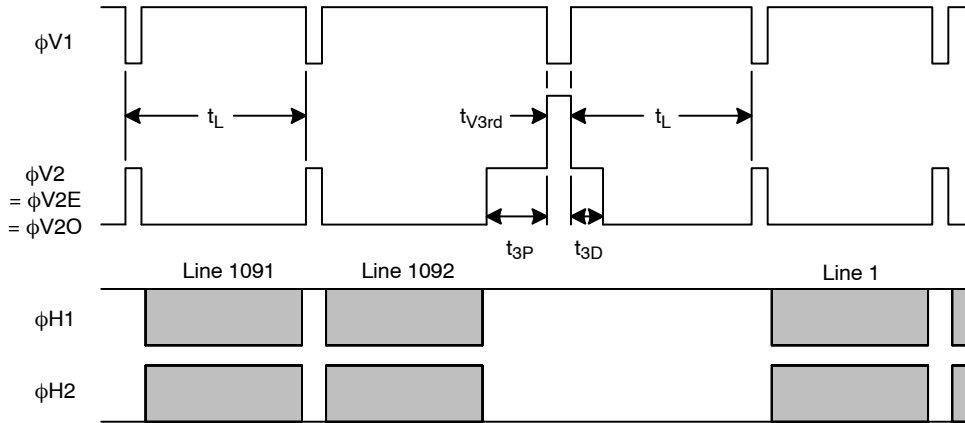 ϕV1
t_L
t_V3rd
t_L
ϕV2
= ϕV2E
= ϕV2O
t_3P
t_3D
Line 1091
Line 1092
Line 1
ϕH1
ϕH2